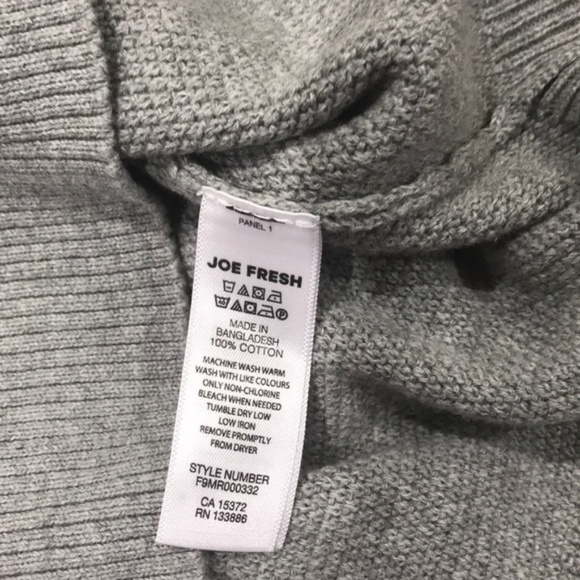 PANEL 1
JOE FRESH
MADE IN
BANGLADESH
100% COTTON
MACHINE WASH WARM
WASH WITH LIKE COLOURS
ONLY NON-CHLORINE
BLEACH WHEN NEEDED
TUMBLE DRY LOW
LOW IRON
REMOVE PROMPTLY
FROM DRYER
STYLE NUMBER
F9MR000332
CA 15372
RN 133886